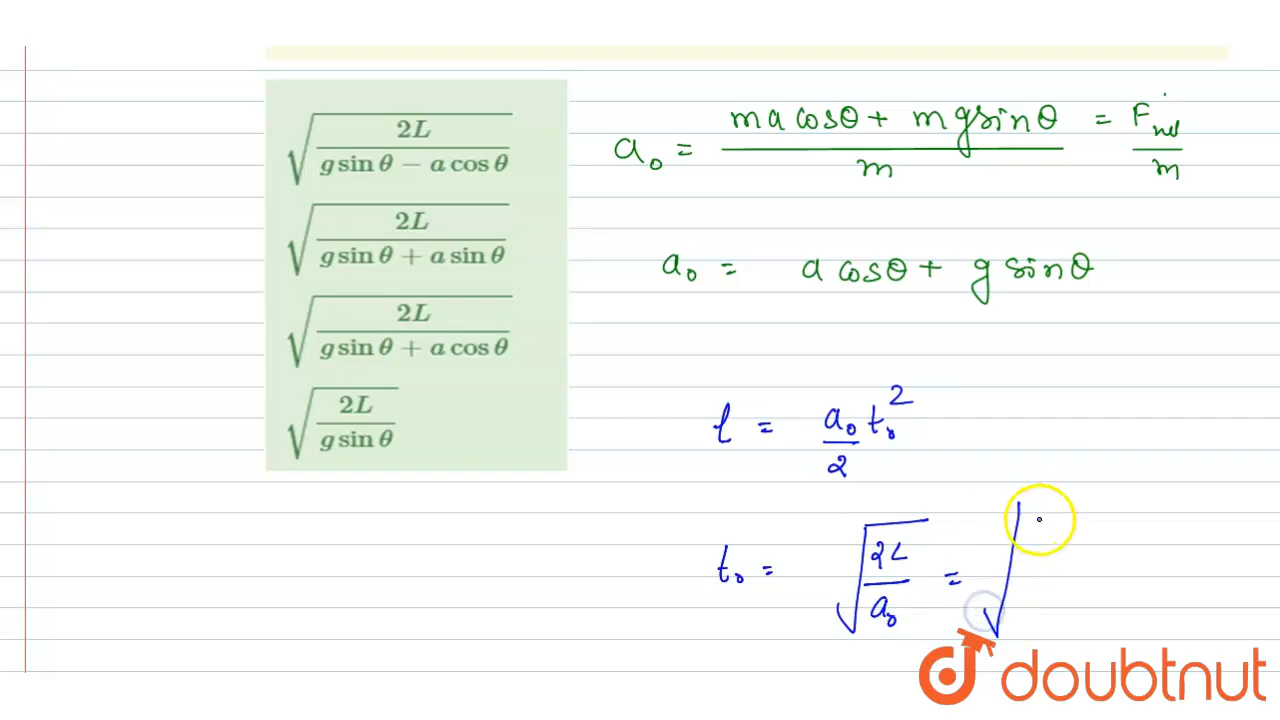 √(2L / (g sin θ − a cos θ))
√(2L / (g sin θ + a sin θ))
√(2L / (g sin θ + a cos θ))
√(2L / (g sin θ))
a₀ = (ma cosθ + mg sinθ) / m = F_net / m
a₀ = a cosθ + g sinθ
l = (a₀ / 2) t₀²
t₀ = √(2L / a₀) = √
doubtnut